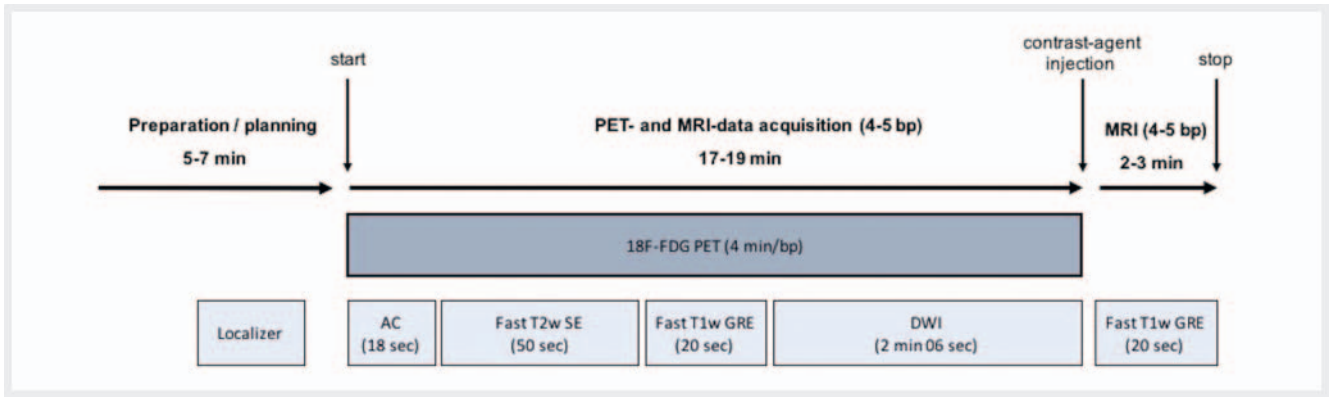 start
contrast-agent
injection
stop
Preparation / planning
5-7 min
PET- and MRI-data acquisition (4-5 bp)
17-19 min
MRI (4-5 bp)
2-3 min
18F-FDG PET (4 min/bp)
Localizer
AC
(18 sec)
Fast T2w SE
(50 sec)
Fast T1w GRE
(20 sec)
DWI
(2 min 06 sec)
Fast T1w GRE
(20 sec)